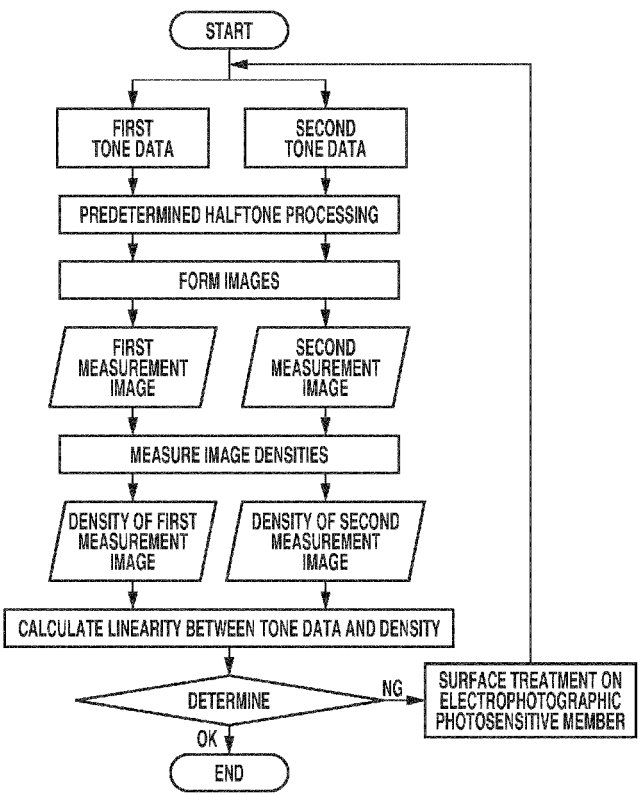 START
FIRST
TONE DATA
SECOND
TONE DATA
PREDETERMINED HALFTONE PROCESSING
FORM IMAGES
FIRST
MEASUREMENT
IMAGE
SECOND
MEASUREMENT
IMAGE
MEASURE IMAGE DENSITIES
DENSITY OF FIRST
MEASUREMENT
IMAGE
DENSITY OF SECOND
MEASUREMENT
IMAGE
CALCULATE LINEARITY BETWEEN TONE DATA AND DENSITY
DETERMINE
NG
SURFACE TREATMENT ON
ELECTROPHOTOGRAPHIC
PHOTOSENSITIVE MEMBER
OK
END